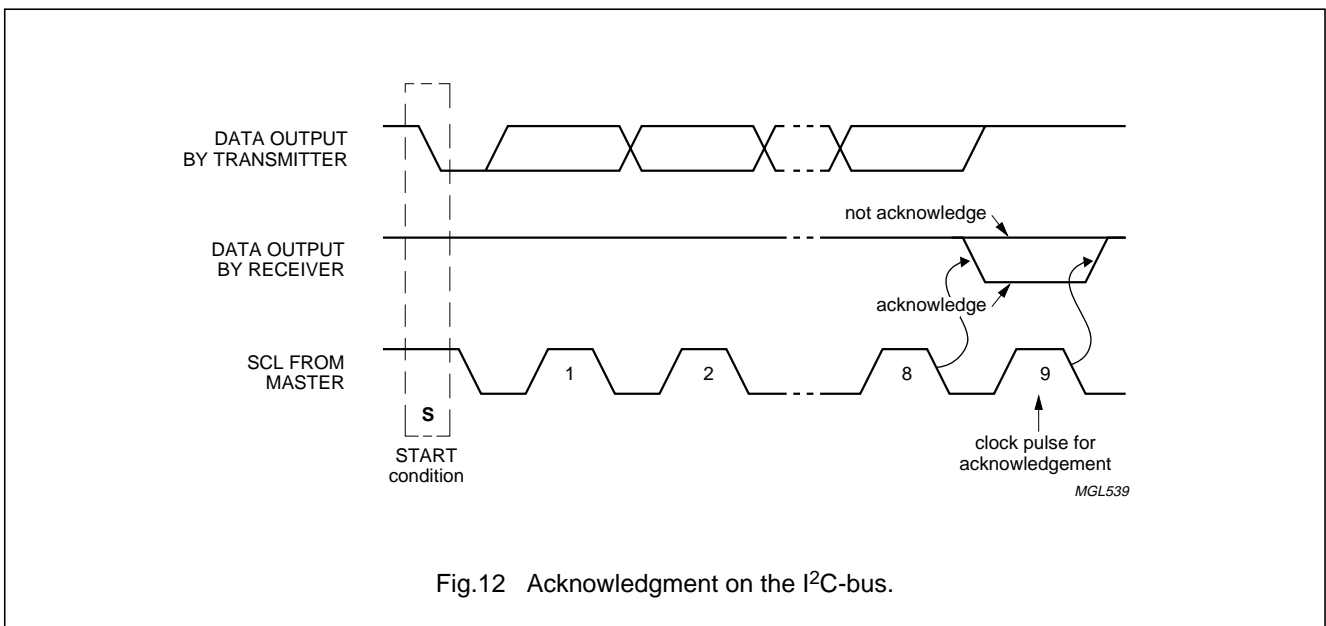 DATA OUTPUT
BY TRANSMITTER
not acknowledge
DATA OUTPUT
BY RECEIVER
acknowledge
SCL FROM
MASTER
1
2
8
9
S
START
condition
clock pulse for
acknowledgement
MGL539
Fig.12 Acknowledgment on the I²C-bus.